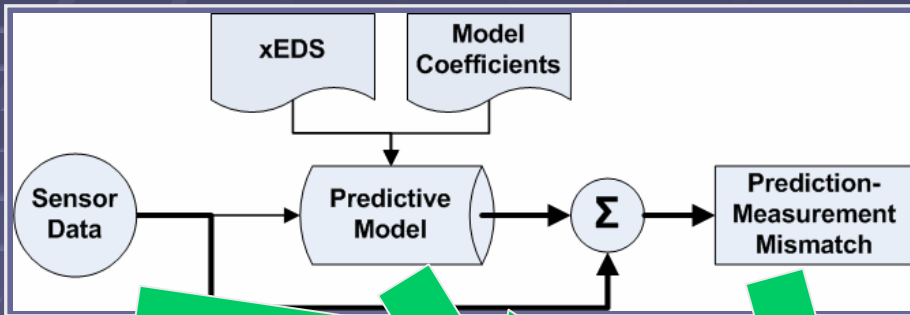 xEDS
Model
Coefficients
Sensor
Data
Predictive
Model
Σ
Prediction-
Measurement
Mismatch